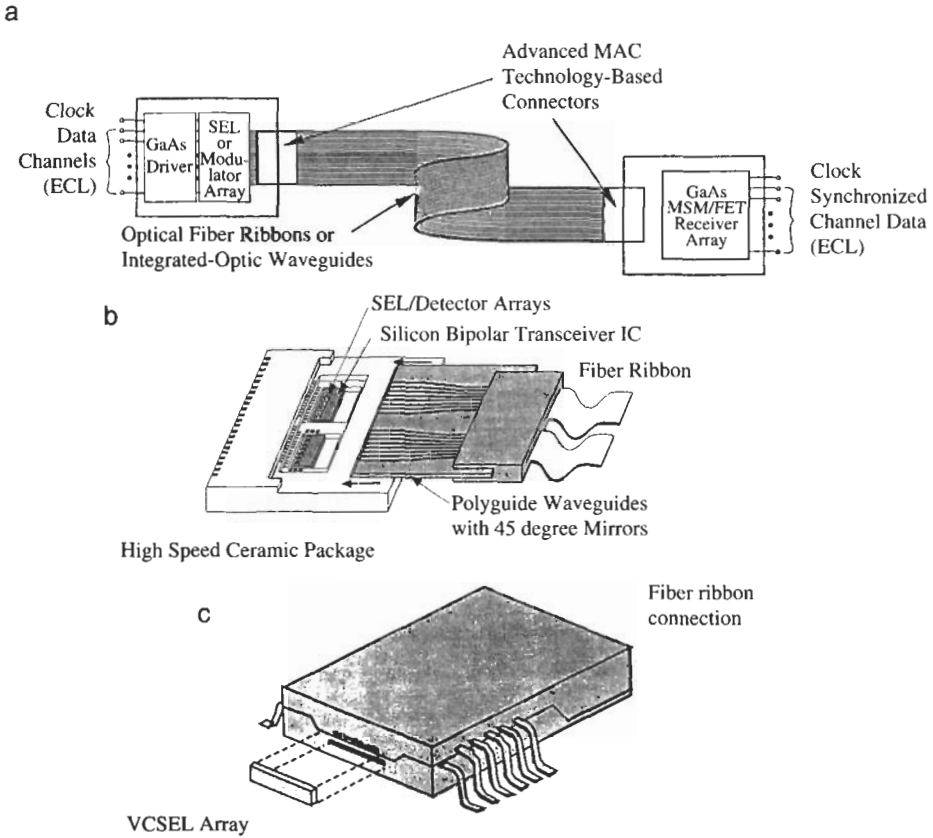 a
Advanced MAC
Technology-Based
Connectors
Clock
Data
Channels
(ECL)
GaAs
Driver
SEL
or
Modu-
lator
Array
Optical Fiber Ribbons or
Integrated-Optic Waveguides
GaAs
MSM/FET
Receiver
Array
Clock
Synchronized
Channel Data
(ECL)
b
SEL/Detector Arrays
Silicon Bipolar Transceiver IC
Fiber Ribbon
Polyguide Waveguides
with 45 degree Mirrors
High Speed Ceramic Package
c
Fiber ribbon
connection
VCSEL Array